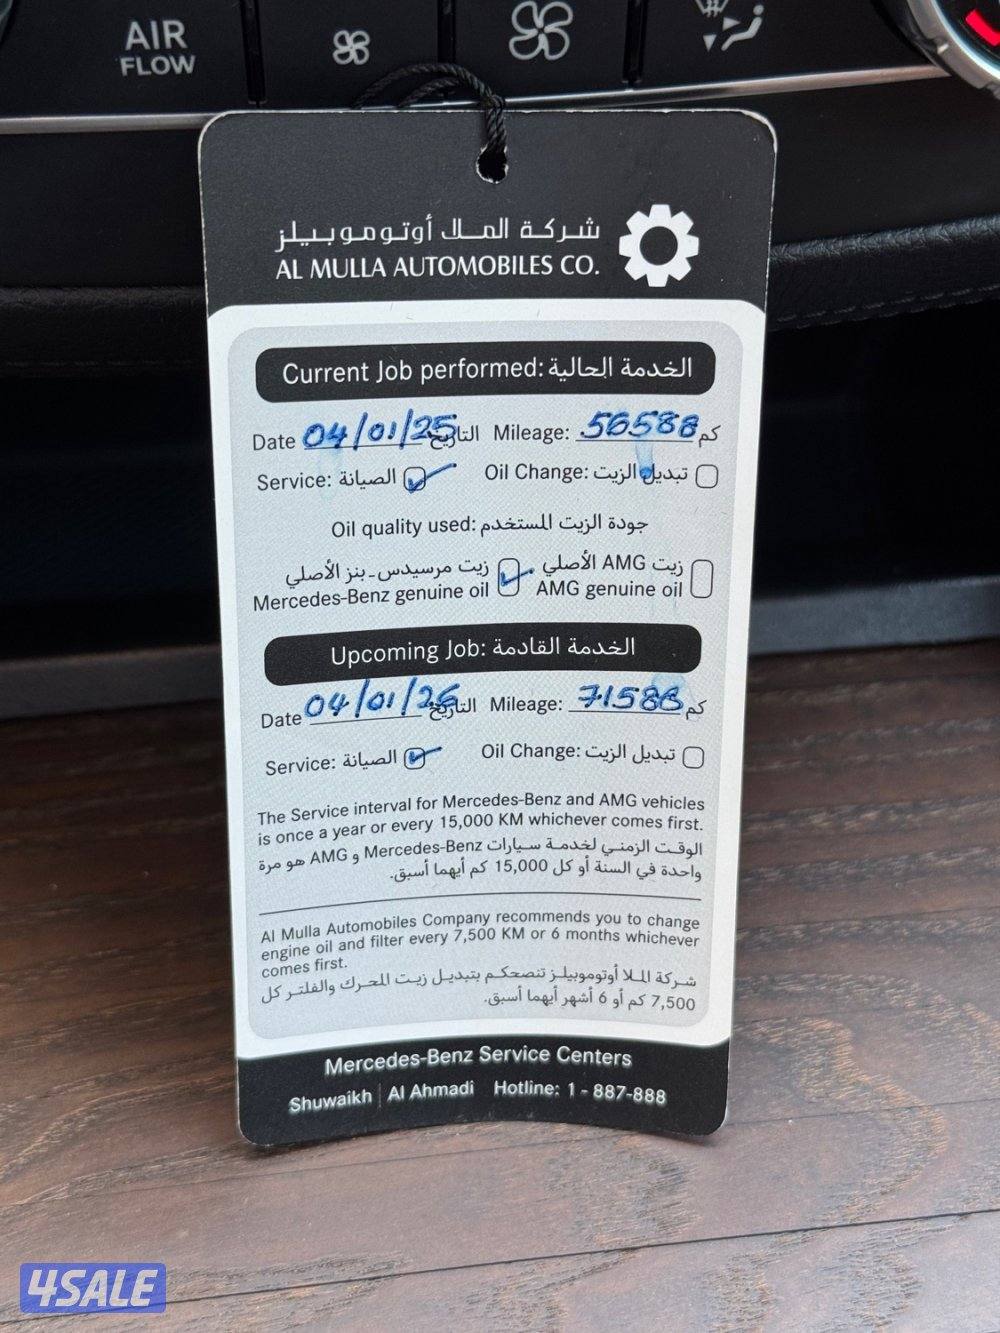 AIR
FLOW
شركة الملا أوتوموبيلز
AL MULLA AUTOMOBILES CO.
Current Job performed: الخدمة الحالية:
Date 04/01/25 التاريخ Mileage: 56588 كم
Service: الصيانة Oil Change: تبديل الزيت
Oil quality used: جودة الزيت المستخدم
زيت مرسيدس-بنز الأصلي زيت AMG الأصلي
Mercedes-Benz genuine oil AMG genuine oil
Upcoming Job: الخدمة القادمة:
Date 04/01/26 التاريخ Mileage: 71588 كم
Service: الصيانة Oil Change: تبديل الزيت
The Service interval for Mercedes-Benz and AMG vehicles
is once a year or every 15,000 KM whichever comes first.
الوقت الزمني لخدمة سيارات Mercedes-Benz و AMG هو مرة
واحدة في السنة أو كل 15,000 كم أيهما أسبق.
Al Mulla Automobiles Company recommends you to change
engine oil and filter every 7,500 KM or 6 months whichever
comes first.
شركة الملا أوتوموبيلز تنصحكم بتبديل زيت المحرك والفلتر كل
7,500 كم أو 6 أشهر أيهما أسبق.
Mercedes-Benz Service Centers
Shuwaikh | Al Ahmadi Hotline: 1 - 887-888
4SALE